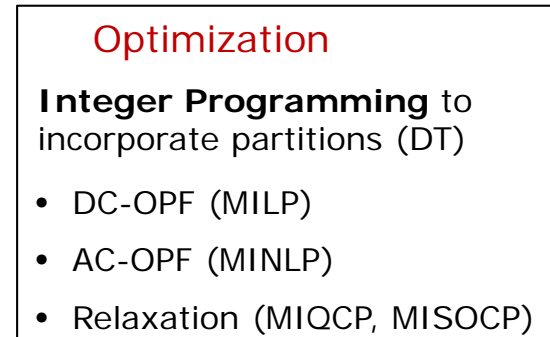 Optimization
Integer Programming to
incorporate partitions (DT)
• DC-OPF (MILP)
• AC-OPF (MINLP)
• Relaxation (MIQCP, MISOCP)